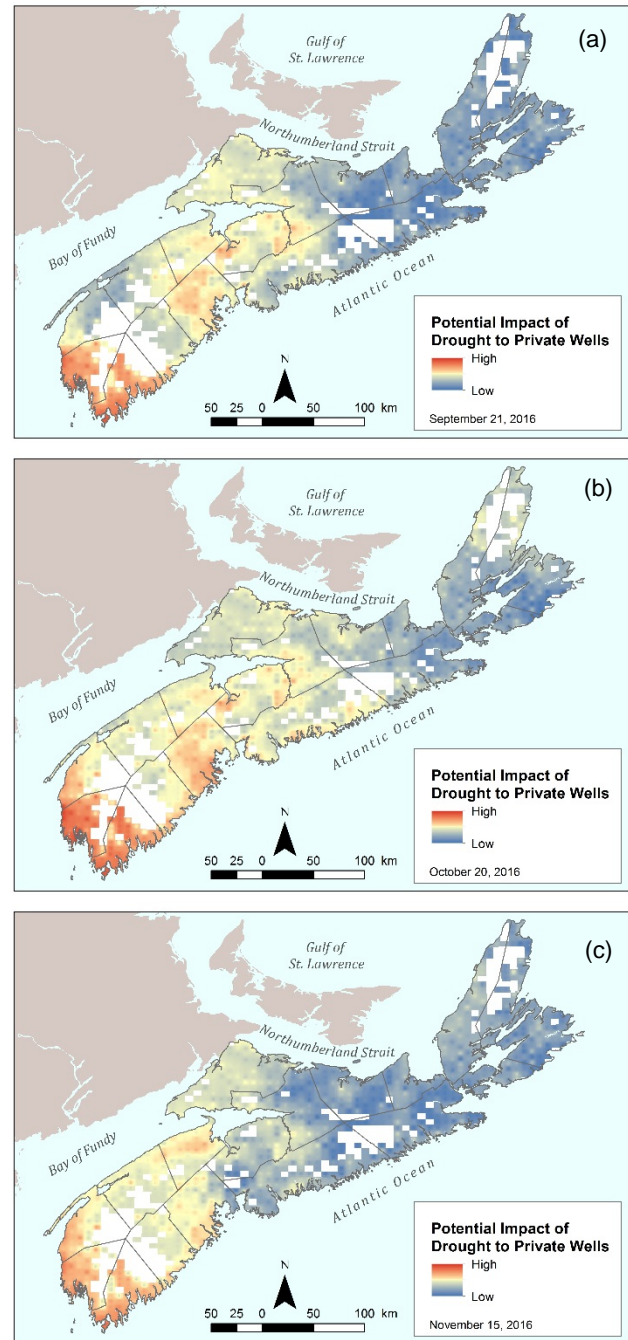 (a)
Gulf of
St. Lawrence
Northumberland Strait
Bay of Fundy
Atlantic Ocean
Potential Impact of
Drought to Private Wells
High
Low
September 21, 2016
N
50 25 0 50 100 km
(b)
Gulf of
St. Lawrence
Northumberland Strait
Bay of Fundy
Atlantic Ocean
Potential Impact of
Drought to Private Wells
High
Low
October 20, 2016
N
50 25 0 50 100 km
(c)
Gulf of
St. Lawrence
Northumberland Strait
Bay of Fundy
Atlantic Ocean
Potential Impact of
Drought to Private Wells
High
Low
November 15, 2016
N
50 25 0 50 100 km